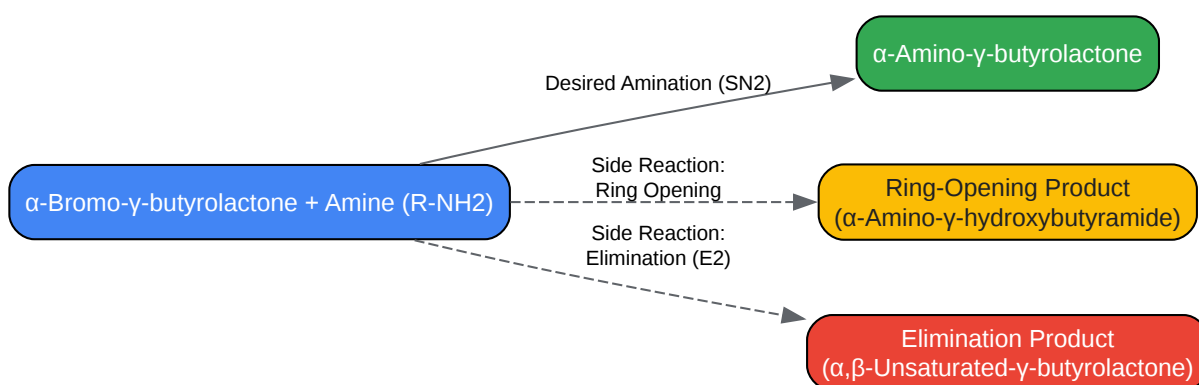 α-Amino-γ-butyrolactone
Desired Amination (SN2)
α-Bromo-γ-butyrolactone + Amine (R-NH2)
Side Reaction:
Ring Opening
Ring-Opening Product
(α-Amino-γ-hydroxybutyramide)
Side Reaction:
Elimination (E2)
Elimination Product
(α,β-Unsaturated-γ-butyrolactone)